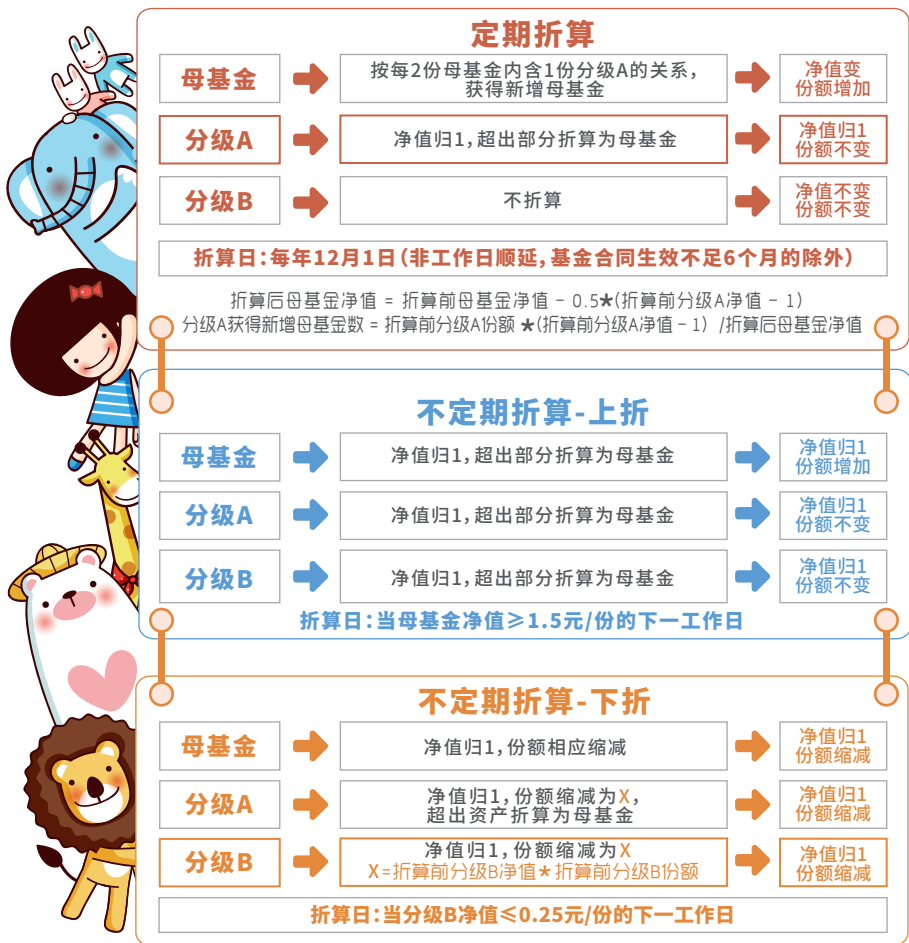 定期折算
母基金
按每2份母基金内含1份分级A的关系，
获得新增母基金
净值变
份额增加
分级A
净值归1，超出部分折算为母基金
净值归1
份额不变
分级B
不折算
净值不变
份额不变
折算日：每年12月1日（非工作日顺延，基金合同生效不足6个月的除外）
折算后母基金净值 = 折算前母基金净值 - 0.5★(折算前分级A净值 - 1)
分级A获得新增母基金数 = 折算前分级A份额 ★(折算前分级A净值 - 1) /折算后母基金净值
不定期折算-上折
母基金
净值归1，超出部分折算为母基金
净值归1
份额增加
分级A
净值归1，超出部分折算为母基金
净值归1
份额不变
分级B
净值归1，超出部分折算为母基金
净值归1
份额不变
折算日：当母基金净值≥1.5元/份的下一工作日
不定期折算-下折
母基金
净值归1，份额相应缩减
净值归1
份额缩减
分级A
净值归1，份额缩减为X，
超出资产折算为母基金
净值归1
份额缩减
分级B
净值归1，份额缩减为X
X=折算前分级B净值★折算前分级B份额
净值归1
份额缩减
折算日：当分级B净值≤0.25元/份的下一工作日